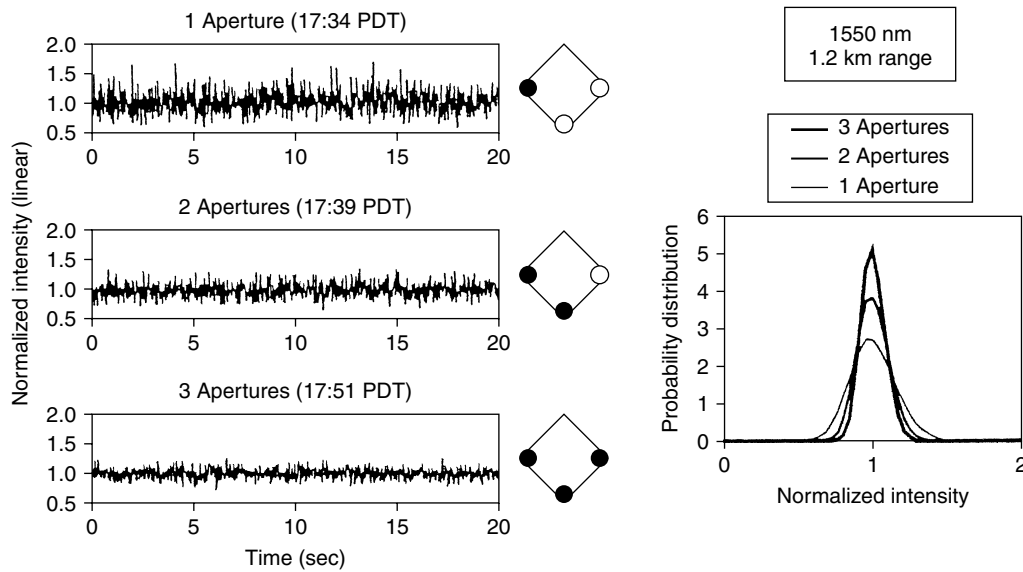 1 Aperture (17:34 PDT)
2.0
1.5
1.0
0.5
0 5 10 15 20
2 Apertures (17:39 PDT)
2.0
1.5
1.0
0.5
0 5 10 15 20
3 Apertures (17:51 PDT)
2.0
1.5
1.0
0.5
0 5 10 15 20
Time (sec)
Normalized intensity (linear)
1550 nm
1.2 km range
3 Apertures
2 Apertures
1 Aperture
Probability distribution
6
5
4
3
2
1
0
0 1 2
Normalized intensity